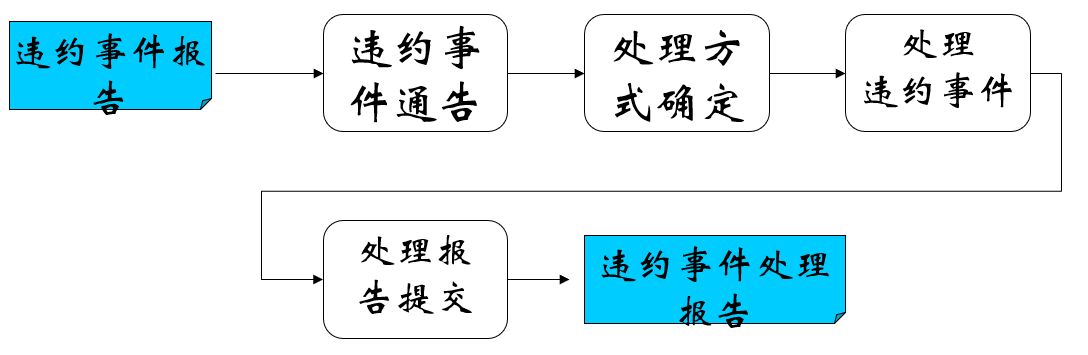 违约事件报
告
违约事
件通告
处理方
式确定
处理
违约事件
处理报
告提交
违约事件处理
报告